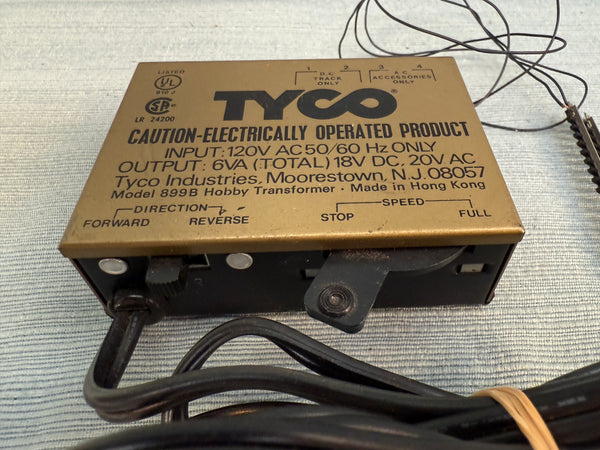 LISTED
UL
®
SA
LR 24200
1 2 3 4
D.C. A.C.
TRACK ACCESSORIES
ONLY ONLY
TYCO®
CAUTION-ELECTRICALLY OPERATED PRODUCT
INPUT: 120V AC 50/60 Hz ONLY
OUTPUT: 6VA (TOTAL) 18V DC, 20V AC
Tyco Industries, Moorestown, N.J. 08057
Model 899B Hobby Transformer · Made in Hong Kong
DIRECTION SPEED
FORWARD REVERSE STOP FULL